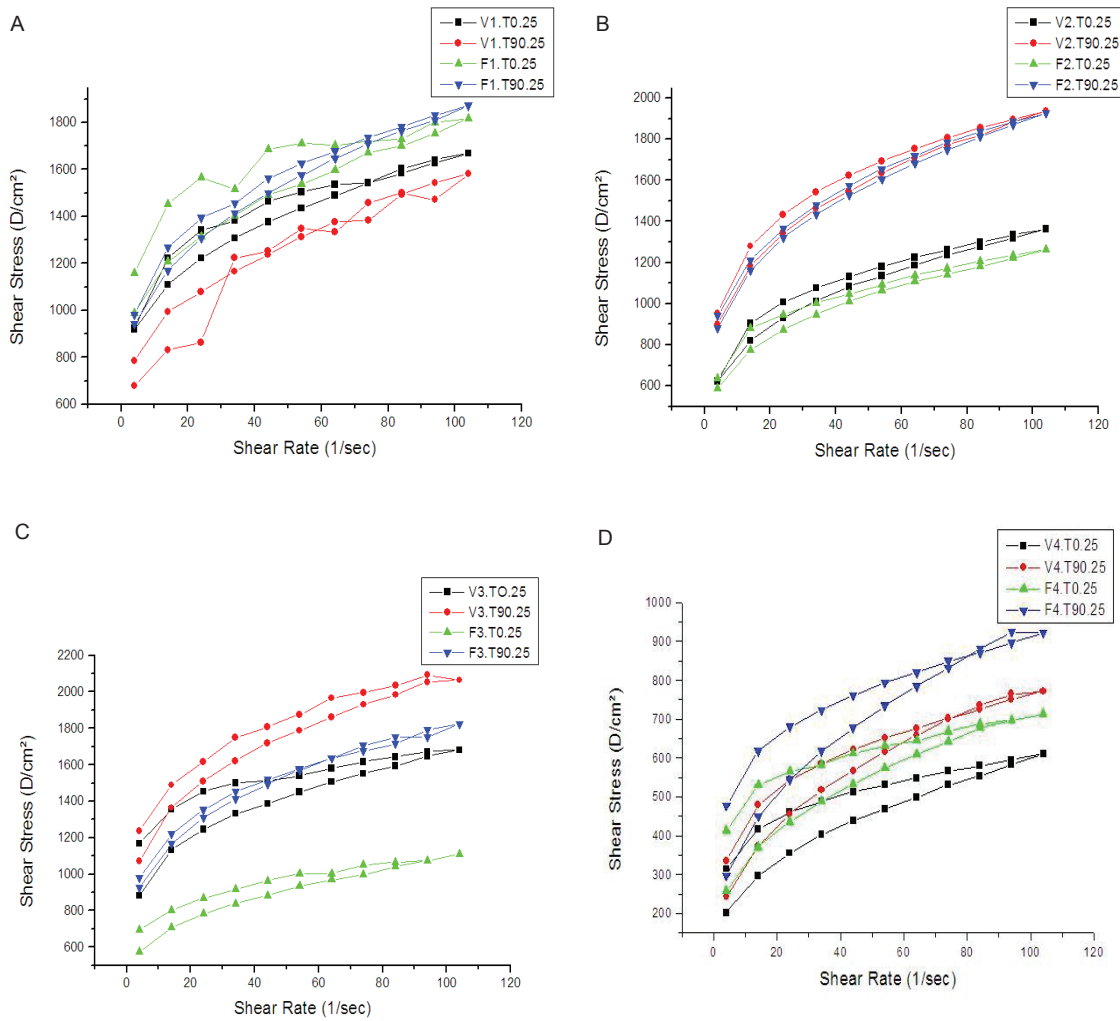 A
V1.T0.25
V1.T90.25
F1.T0.25
F1.T90.25
Shear Stress (D/cm²)
1800
1600
1400
1200
1000
800
600
0 20 40 60 80 100 120
Shear Rate (1/sec)
B
V2.T0.25
V2.T90.25
F2.T0.25
F2.T90.25
Shear Stress (D/cm²)
2000
1800
1600
1400
1200
1000
800
600
0 20 40 60 80 100 120
Shear Rate (1/sec)
C
V3.TO.25
V3.T90.25
F3.T0.25
F3.T90.25
Shear Stress (D/cm²)
2200
2000
1800
1600
1400
1200
1000
800
600
0 20 40 60 80 100 120
Shear Rate (1/sec)
D
V4.T0.25
V4.T90.25
F4.T0.25
F4.T90.25
Shear Stress (D/cm²)
1000
900
800
700
600
500
400
300
200
0 20 40 60 80 100 120
Shear Rate (1/sec)